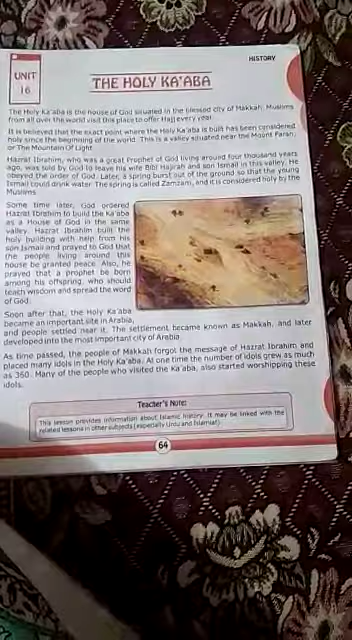 HISTORY
UNIT
16
THE HOLY KA'ABA
The Holy Ka'aba is the house of God situated in the blessed city of Makkah. Muslims
from all over the world visit this place to offer Hajj every year.
It is believed that the exact point where the Holy Ka'aba is built has been considered
holy since the beginning of the world. This is a valley situated near the Mount Paran,
or The Mountain Of Light.
Hazrat Ibrahim, who was a great Prophet of God living around four thousand years
ago, was told by God to leave his wife Bibi Hajirah and son Ismail in this valley. He
obeyed the order of God. Later, a spring burst out of the ground so that the young
Ismail could drink water. The spring is called Zamzam, and it is considered holy by the
Muslims.
Some time later, God ordered
Hazrat Ibrahim to build the Ka'aba
as a House of God in the same
valley. Hazrat Ibrahim built the
holy building with help from his
son Ismail and prayed to God that
the people living around this
house be granted peace. Also, he
prayed that a prophet be born
among his offspring, who should
teach wisdom and spread the word
of God.
Soon after that, the Holy Ka'aba
became an important site in Arabia,
and people settled near it. The settlement became known as Makkah, and later
developed into the most important city of Arabia.
As time passed, the people of Makkah forgot the message of Hazrat Ibrahim and
placed many idols in the Holy Ka'aba. At one time the number of idols grew as much
as 360. Many of the people who visited the Ka'aba, also started worshipping these
idols.
Teacher's Note:
This lesson provides information about Islamic history. It may be linked with the
related lessons in other subjects (especially Urdu and Islamiat).
64